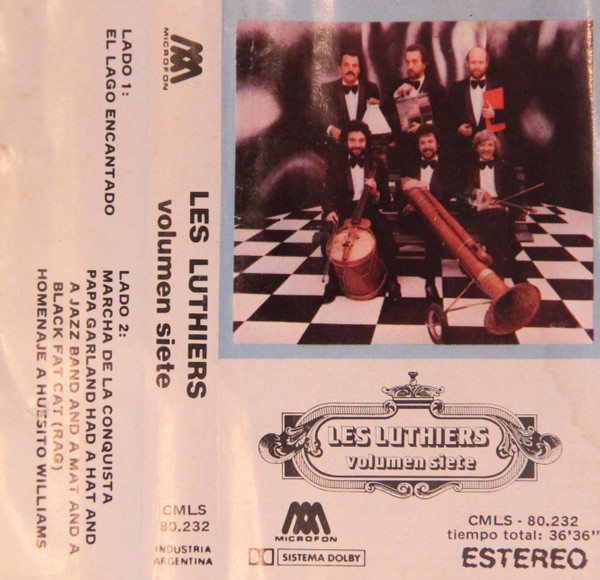 LADO 1:
EL LAGO ENCANTADO
LADO 2:
MARCHA DE LA CONQUISTA
PAPA GARLAND HAD A HAT AND
A JAZZ BAND AND A MAT AND A
BLACK FAT CAT (RAG)
HOMENAJE A HUESITO WILLIAMS
MICROFON
LES LUTHIERS
volumen siete
CMLS
80.232
INDUSTRIA
ARGENTINA
LES LUTHIERS
volumen siete
MICROFON
SISTEMA DOLBY
CMLS - 80.232
tiempo total: 36'36"
ESTEREO